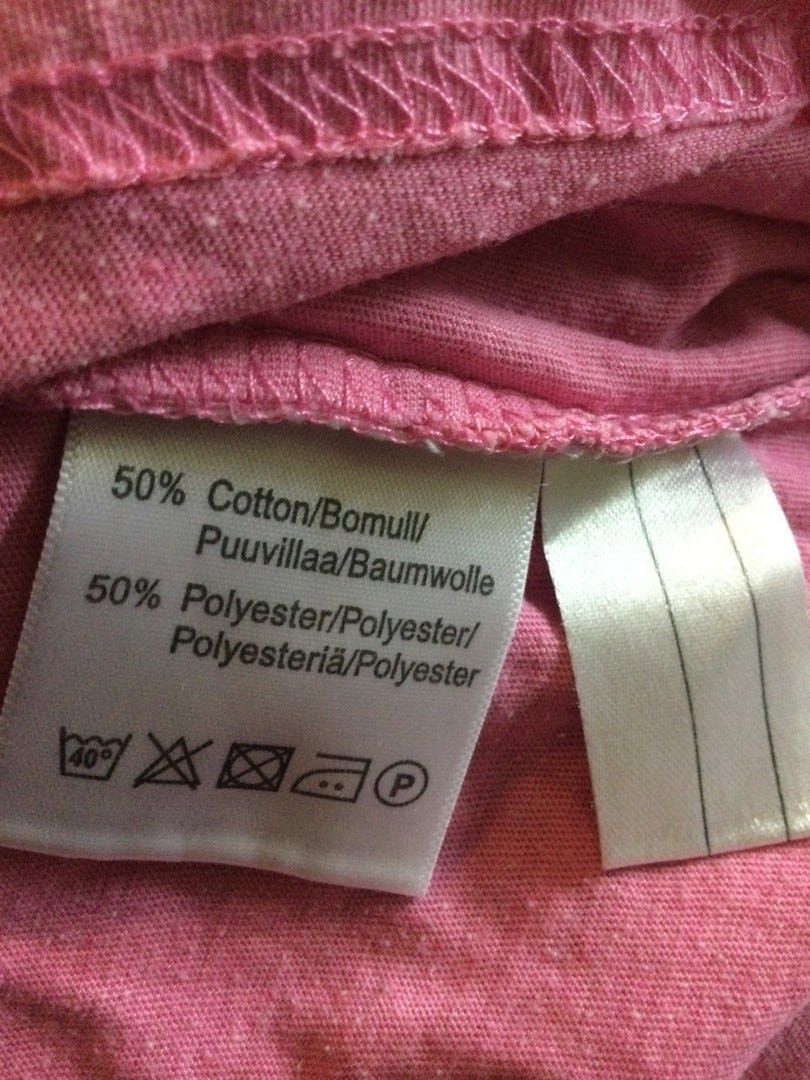 50% Cotton/Bomull/
Puuvillaa/Baumwolle
50% Polyester/Polyester/
Polyesteriä/Polyester
40° P